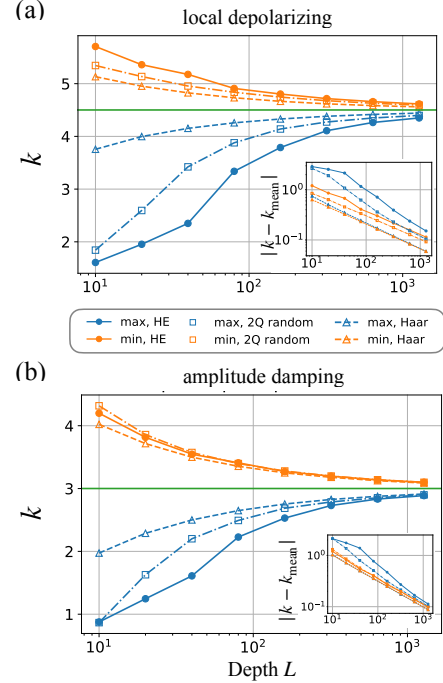 (a)
local depolarizing
5
4
3
2
k
10¹
10²
10³
|k − k_mean|
10⁰
10⁻¹
10¹
10²
10³
max, HE
max, 2Q random
max, Haar
min, HE
min, 2Q random
min, Haar
(b)
amplitude damping
4
3
2
1
k
10¹
10²
10³
Depth L
|k − k_mean|
10⁰
10⁻¹
10¹
10²
10³